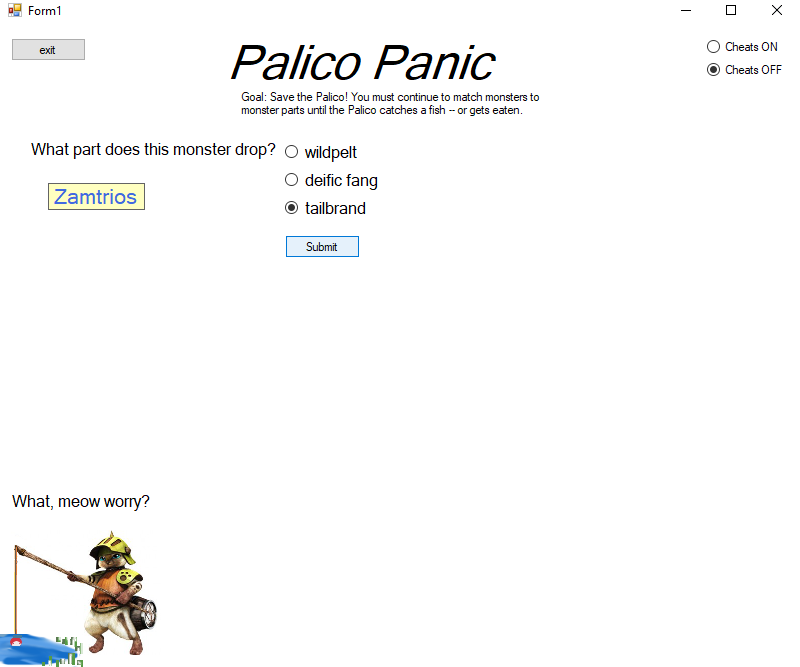 Form1
exit
Palico Panic
Cheats ON
Cheats OFF
Goal: Save the Palico! You must continue to match monsters to
monster parts until the Palico catches a fish -- or gets eaten.
What part does this monster drop?
wildpelt
Zamtrios
deific fang
tailbrand
Submit
What, meow worry?